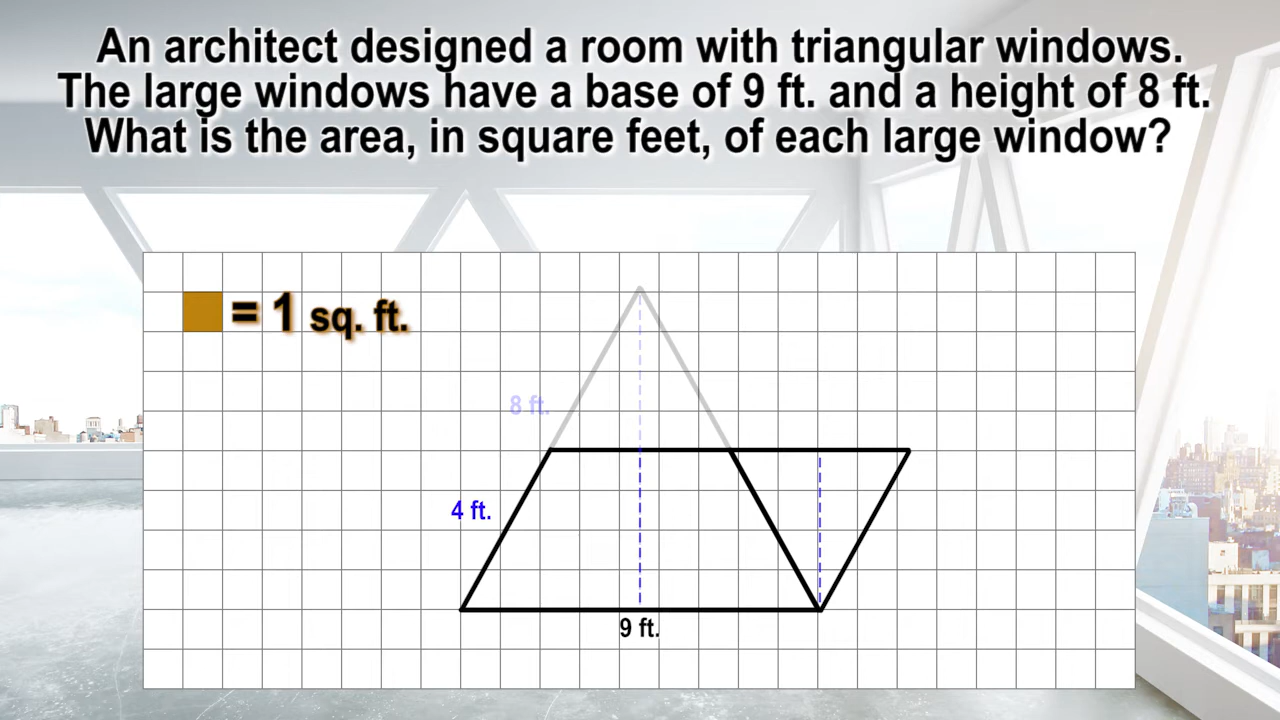 An architect designed a room with triangular windows.
The large windows have a base of 9 ft. and a height of 8 ft.
What is the area, in square feet, of each large window?
= 1 sq. ft.
8 ft.
4 ft.
9 ft.